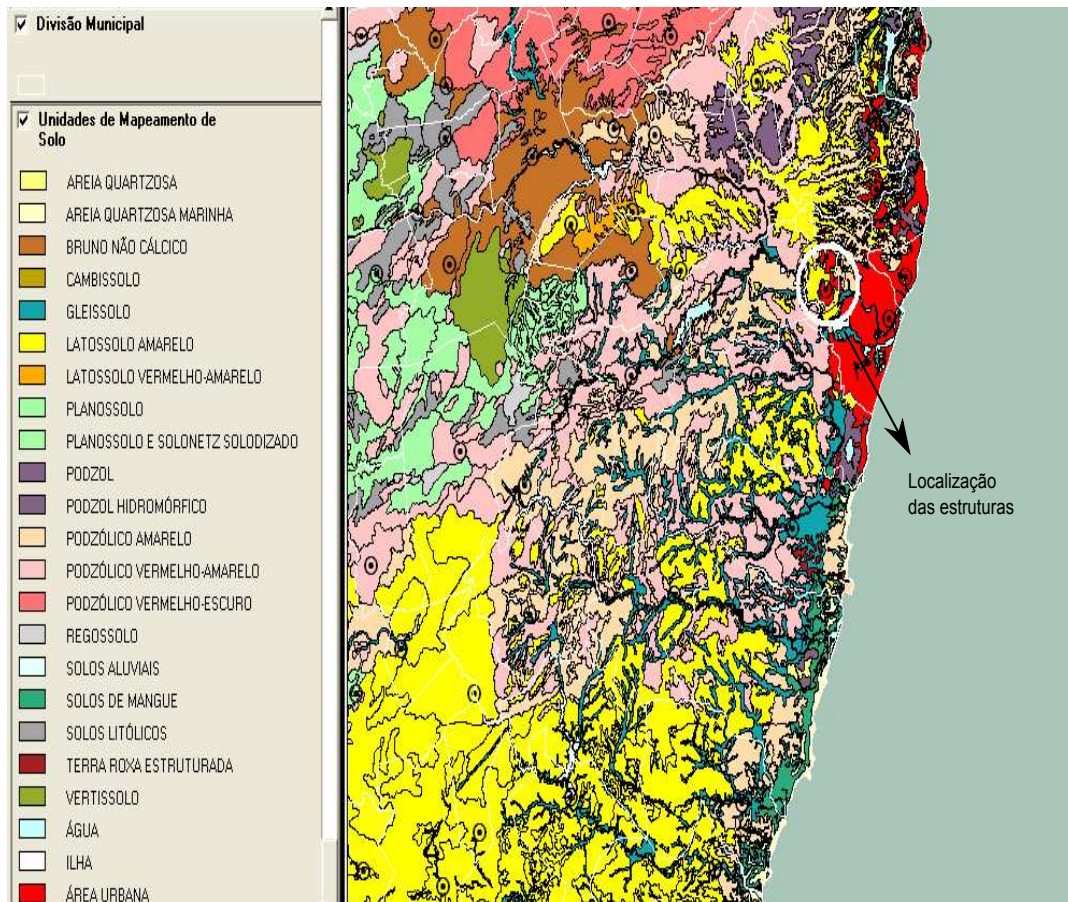 Divisão Municipal
Unidades de Mapeamento de
Solo
AREIA QUARTZOSA
AREIA QUARTZOSA MARINHA
BRUNO NÃO CÁLCICO
CAMBISSOLO
GLEISSOLO
LATOSSOLO AMARELO
LATOSSOLO VERMELHO-AMARELO
PLANOSSOLO
PLANOSSOLO E SOLONETZ SOLODIZADO
PODZOL
PODZOL HIDROMÓRFICO
PODZÓLICO AMARELO
PODZÓLICO VERMELHO-AMARELO
PODZÓLICO VERMELHO-ESCURO
REGOSSOLO
SOLOS ALUVIAIS
SOLOS DE MANGUE
SOLOS LITÓLICOS
TERRA ROXA ESTRUTURADA
VERTISSOLO
ÁGUA
ILHA
ÁREA URBANA
Localização
das estruturas